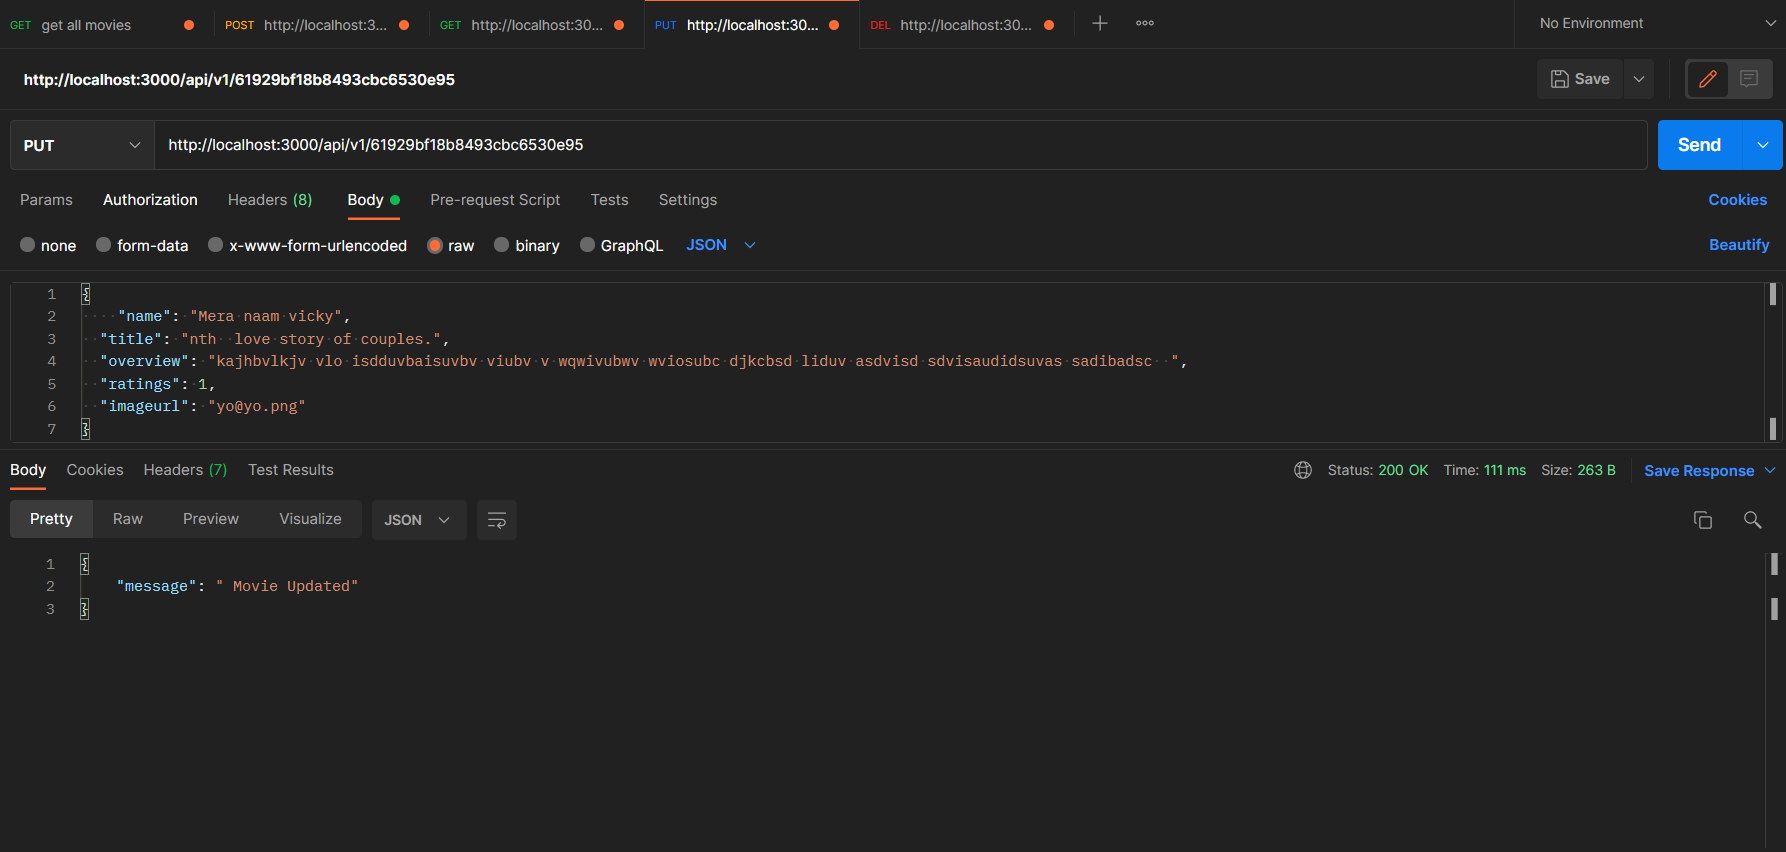 GET get all movies POST http://localhost:3... GET http://localhost:30... PUT http://localhost:30... DEL http://localhost:30... No Environment
http://localhost:3000/api/v1/61929bf18b8493cbc6530e95 Save
PUT http://localhost:3000/api/v1/61929bf18b8493cbc6530e95 Send
Params Authorization Headers (8) Body Pre-request Script Tests Settings Cookies
none form-data x-www-form-urlencoded raw binary GraphQL JSON Beautify
1 {
2 "name": "Mera naam vicky",
3 "title": "nth  love story of couples.",
4 "overview": "kajhbvlkjv vlo isdduvbaisuvbv viubv v wqwivubwv wviosubc djkcbsd liduv asdvisd sdvisaudidsuvas sadibadsc  ",
5 "ratings": 1,
6 "imageurl": "yo@yo.png"
7 }
Body Cookies Headers (7) Test Results Status: 200 OK Time: 111 ms Size: 263 B Save Response
Pretty Raw Preview Visualize JSON
1 {
2 "message": " Movie Updated"
3 }